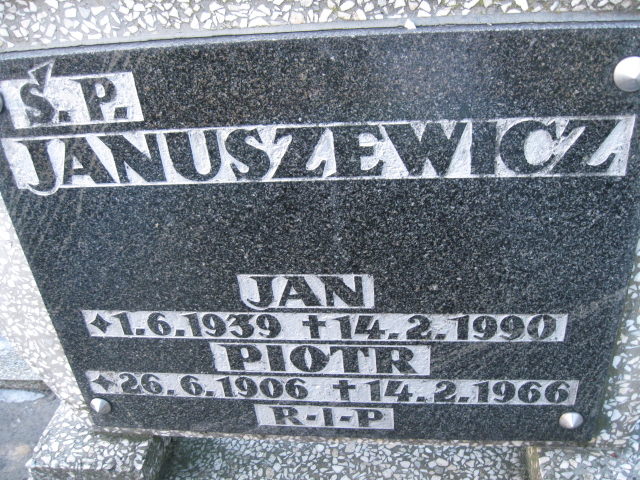 Ś.P.
JANUSZEWICZ
JAN
✦1.6.1939 ✝14.2.1990
PIOTR
✦26.6.1906 ✝14.2.1966
R-I-P